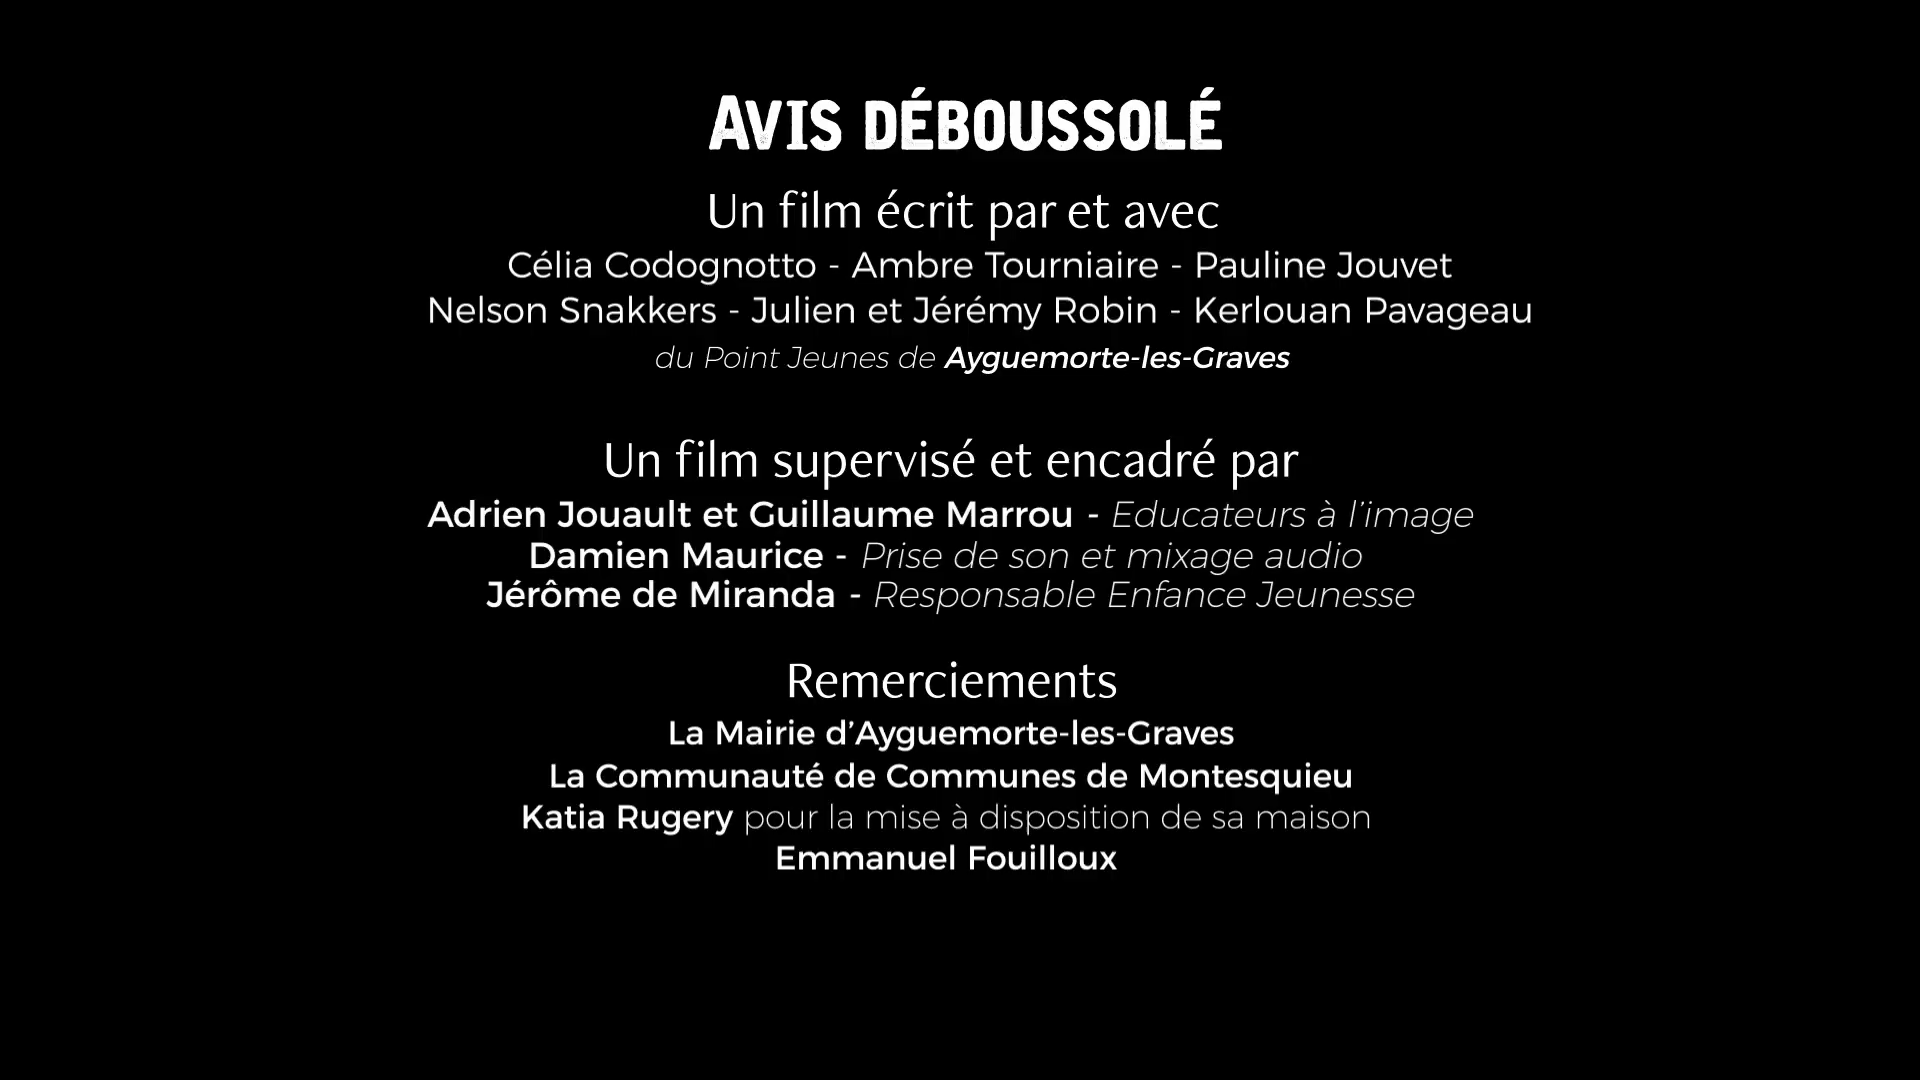 AVIS DÉBOUSSOLÉ
Un film écrit par et avec
Célia Codognotto - Ambre Tourniaire - Pauline Jouvet
Nelson Snakkers - Julien et Jérémy Robin - Kerlouan Pavageau
du Point Jeunes de Ayguemorte-les-Graves
Un film supervisé et encadré par
Adrien Jouault et Guillaume Marrou - Educateurs à l’image
Damien Maurice - Prise de son et mixage audio
Jérôme de Miranda - Responsable Enfance Jeunesse
Remerciements
La Mairie d’Ayguemorte-les-Graves
La Communauté de Communes de Montesquieu
Katia Rugery pour la mise à disposition de sa maison
Emmanuel Fouilloux